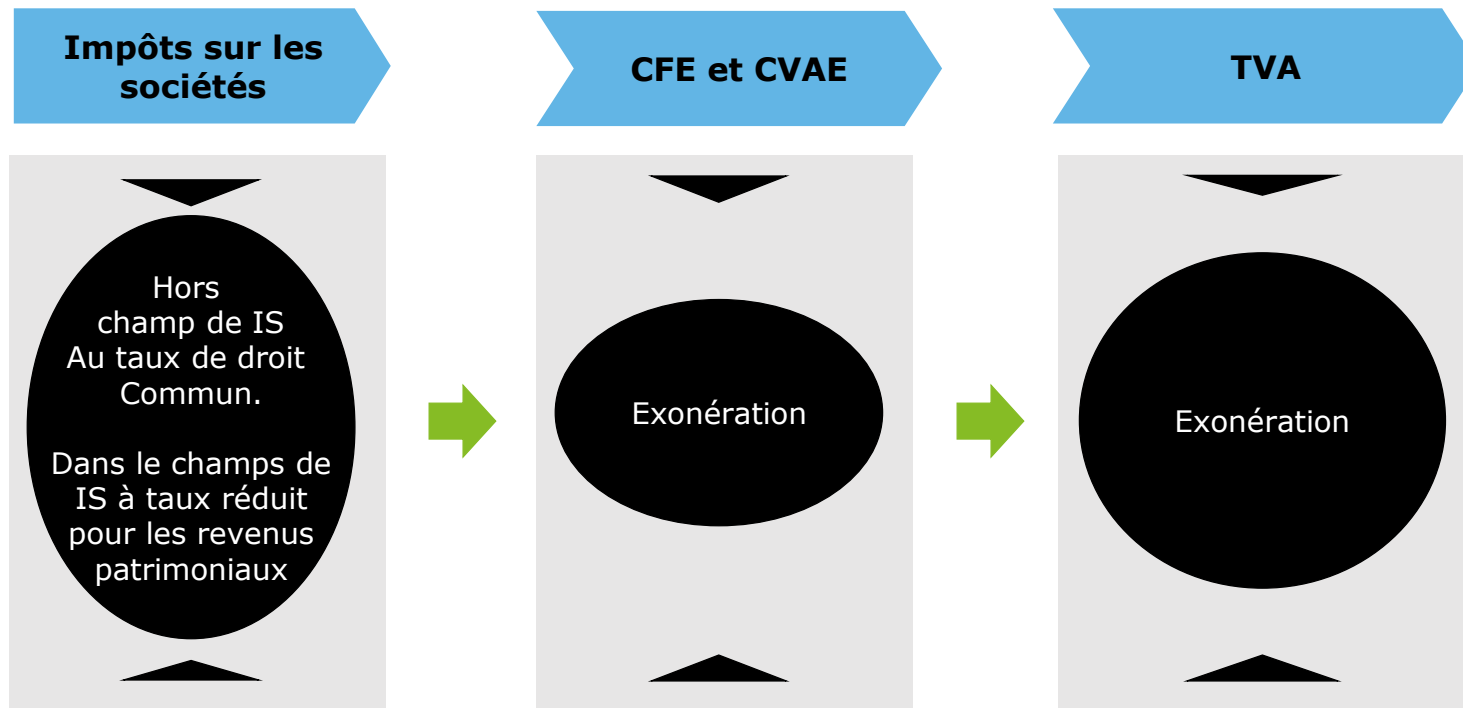 Impôts sur les
sociétés
CFE et CVAE
TVA
Hors
champ de IS
Au taux de droit
Commun.
Dans le champs de
IS à taux réduit
pour les revenus
patrimoniaux
Exonération
Exonération